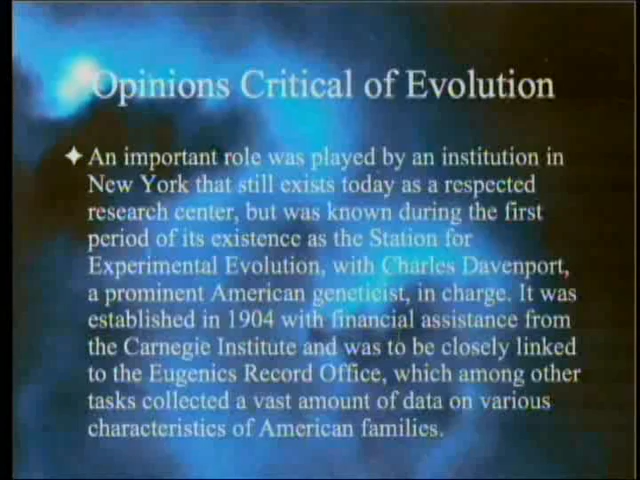 Opinions Critical of Evolution
An important role was played by an institution in
New York that still exists today as a respected
research center, but was known during the first
period of its existence as the Station for
Experimental Evolution, with Charles Davenport,
a prominent American geneticist, in charge. It was
established in 1904 with financial assistance from
the Carnegie Institute and was to be closely linked
to the Eugenics Record Office, which among other
tasks collected a vast amount of data on various
characteristics of American families.